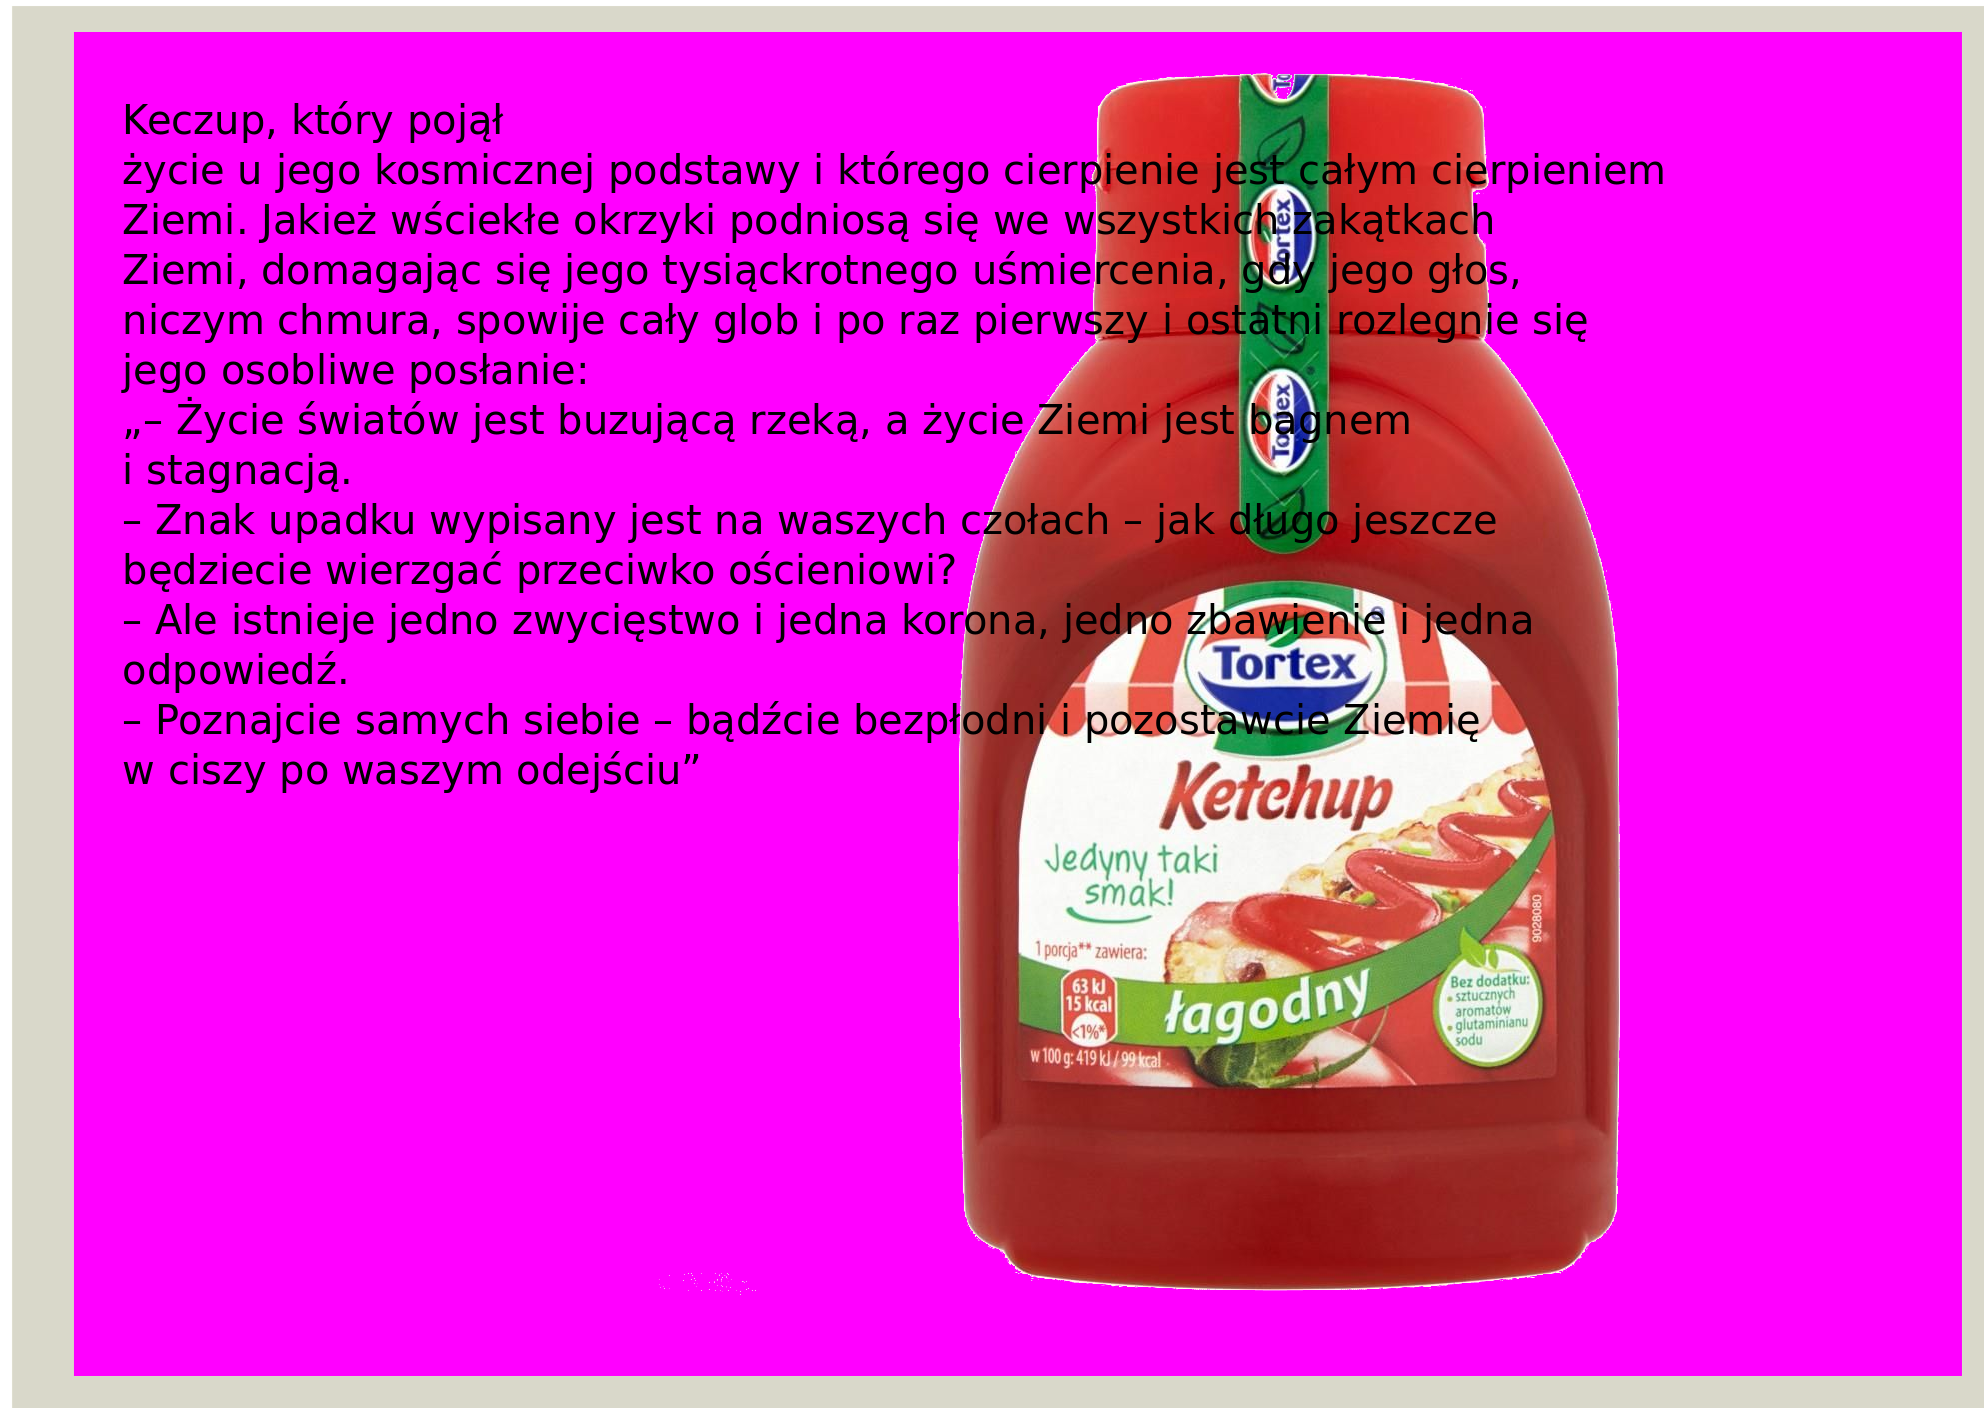 Keczup, który pojął
życie u jego kosmicznej podstawy i którego cierpienie jest całym cierpieniem
Ziemi. Jakież wściekłe okrzyki podniosą się we wszystkich zakątkach
Ziemi, domagając się jego tysiąckrotnego uśmiercenia, gdy jego głos,
niczym chmura, spowije cały glob i po raz pierwszy i ostatni rozlegnie się
jego osobliwe posłanie:
„– Życie światów jest buzującą rzeką, a życie Ziemi jest bagnem
i stagnacją.
– Znak upadku wypisany jest na waszych czołach – jak długo jeszcze
będziecie wierzgać przeciwko ościeniowi?
– Ale istnieje jedno zwycięstwo i jedna korona, jedno zbawienie i jedna
odpowiedź.
– Poznajcie samych siebie – bądźcie bezpłodni i pozostawcie Ziemię
w ciszy po waszym odejściu”
Tortex
Tortex
Tortex
Ketchup
Jedyny taki
smak!
1 porcja** zawiera:
63 kJ
15 kcal
<1%*
w 100 g: 419 kJ / 99 kcal
łagodny
Bez dodatku:
• sztucznych
aromatów
• glutaminianu
sodu
9028080